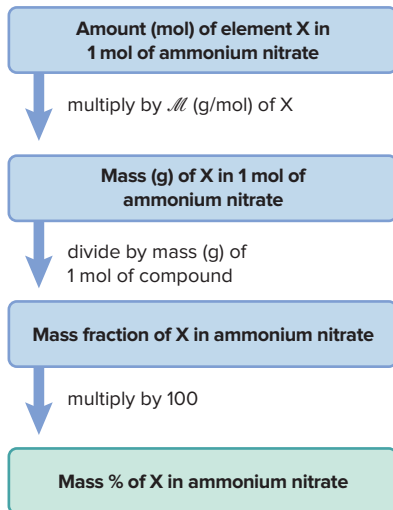 Amount (mol) of element X in
1 mol of ammonium nitrate
multiply by ℳ (g/mol) of X
Mass (g) of X in 1 mol of
ammonium nitrate
divide by mass (g) of
1 mol of compound
Mass fraction of X in ammonium nitrate
multiply by 100
Mass % of X in ammonium nitrate